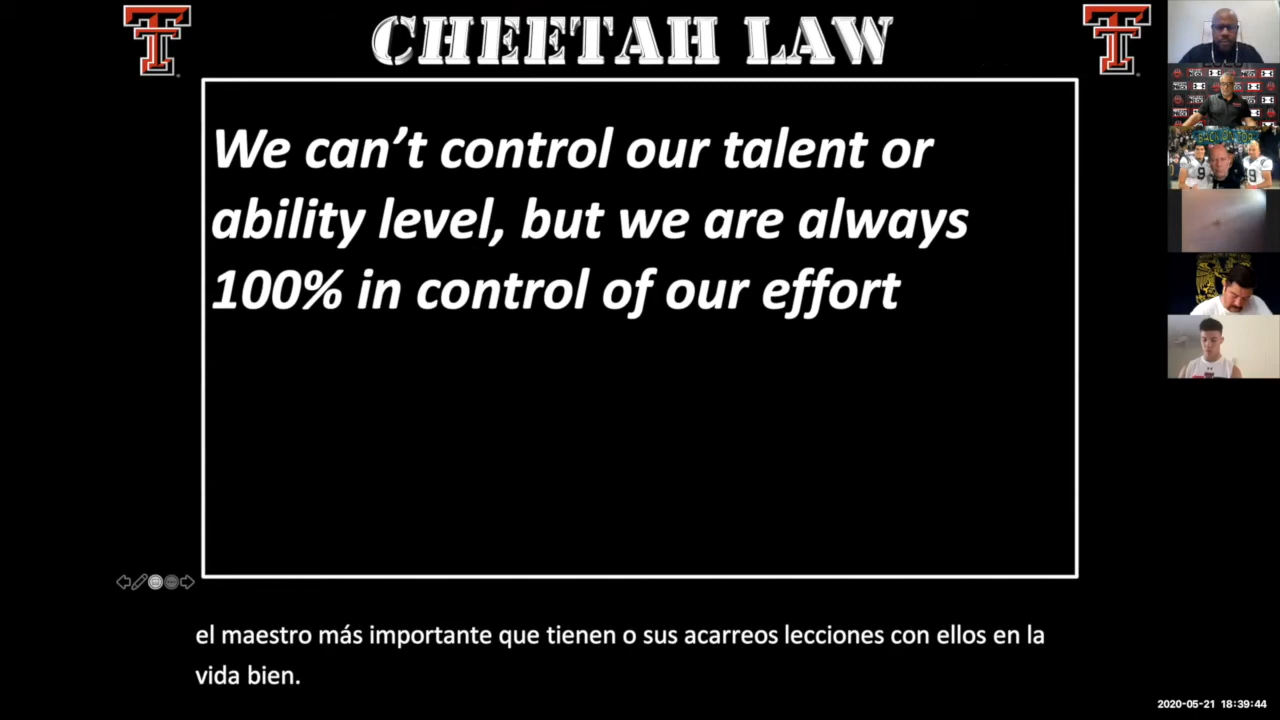 CHEETAH LAW
We can't control our talent or
ability level, but we are always
100% in control of our effort
el maestro más importante que tienen o sus acarreos lecciones con ellos en la
vida bien.
2020-05-21 18:39:44